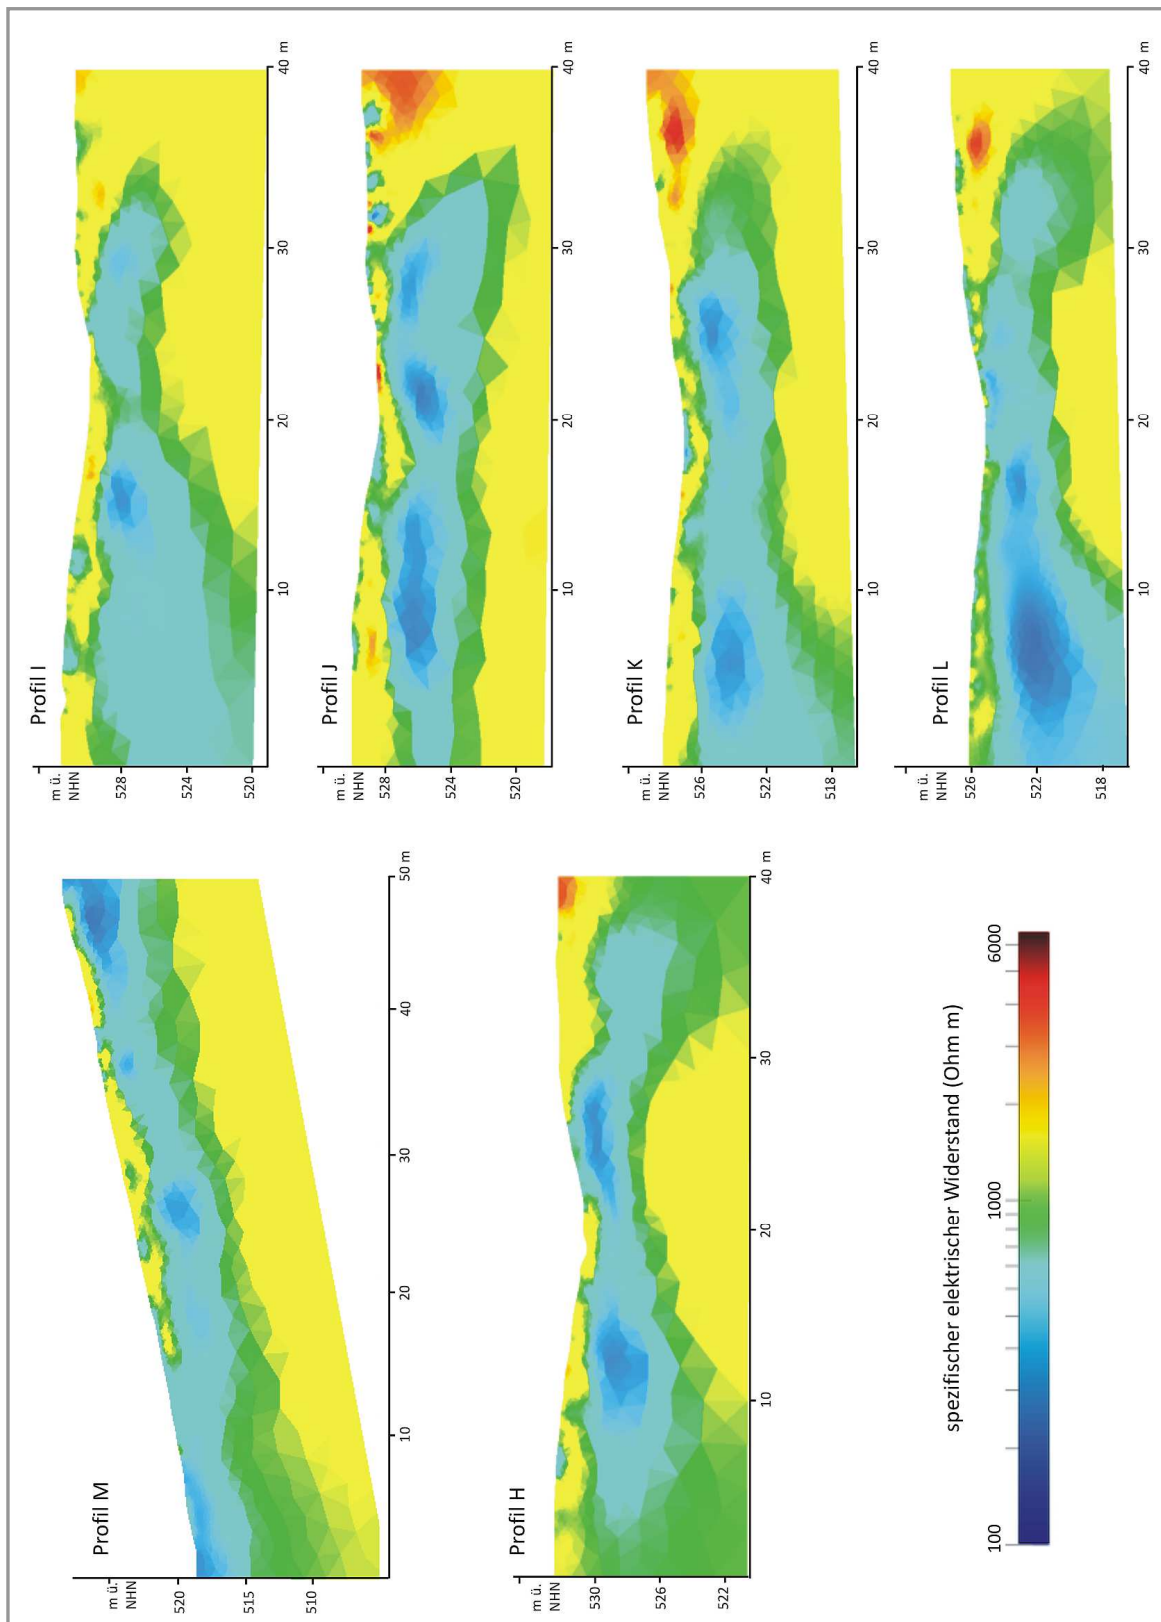 Profil M
m ü.
NHN
520
515
510
10
20
30
40
50 m
Profil H
m ü.
NHN
530
526
522
10
20
30
40 m
spezifischer elektrischer Widerstand (Ohm m)
100
1000
6000
Profil I
m ü.
NHN
528
524
520
10
20
30
40 m
Profil J
m ü.
NHN
528
524
520
10
20
30
40 m
Profil K
m ü.
NHN
526
522
518
10
20
30
40 m
Profil L
m ü.
NHN
526
522
518
10
20
30
40 m